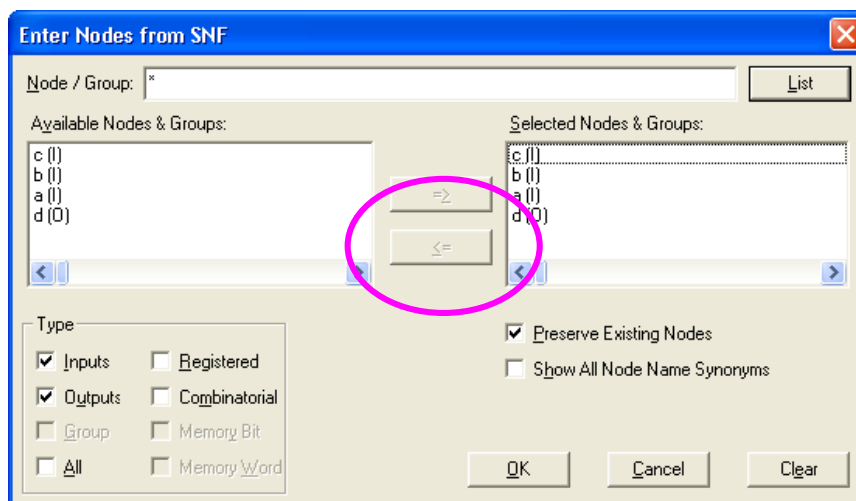 Enter Nodes from SNF
Node / Group: * List
Available Nodes & Groups: Selected Nodes & Groups:
c (I)
b (I)
a (I)
d (O)
=>
<=
c (I)
b (I)
a (I)
d (O)
Type
Inputs Registered
Outputs Combinatorial
Group Memory Bit
All Memory Word
Preserve Existing Nodes
Show All Node Name Synonyms
OK Cancel Clear